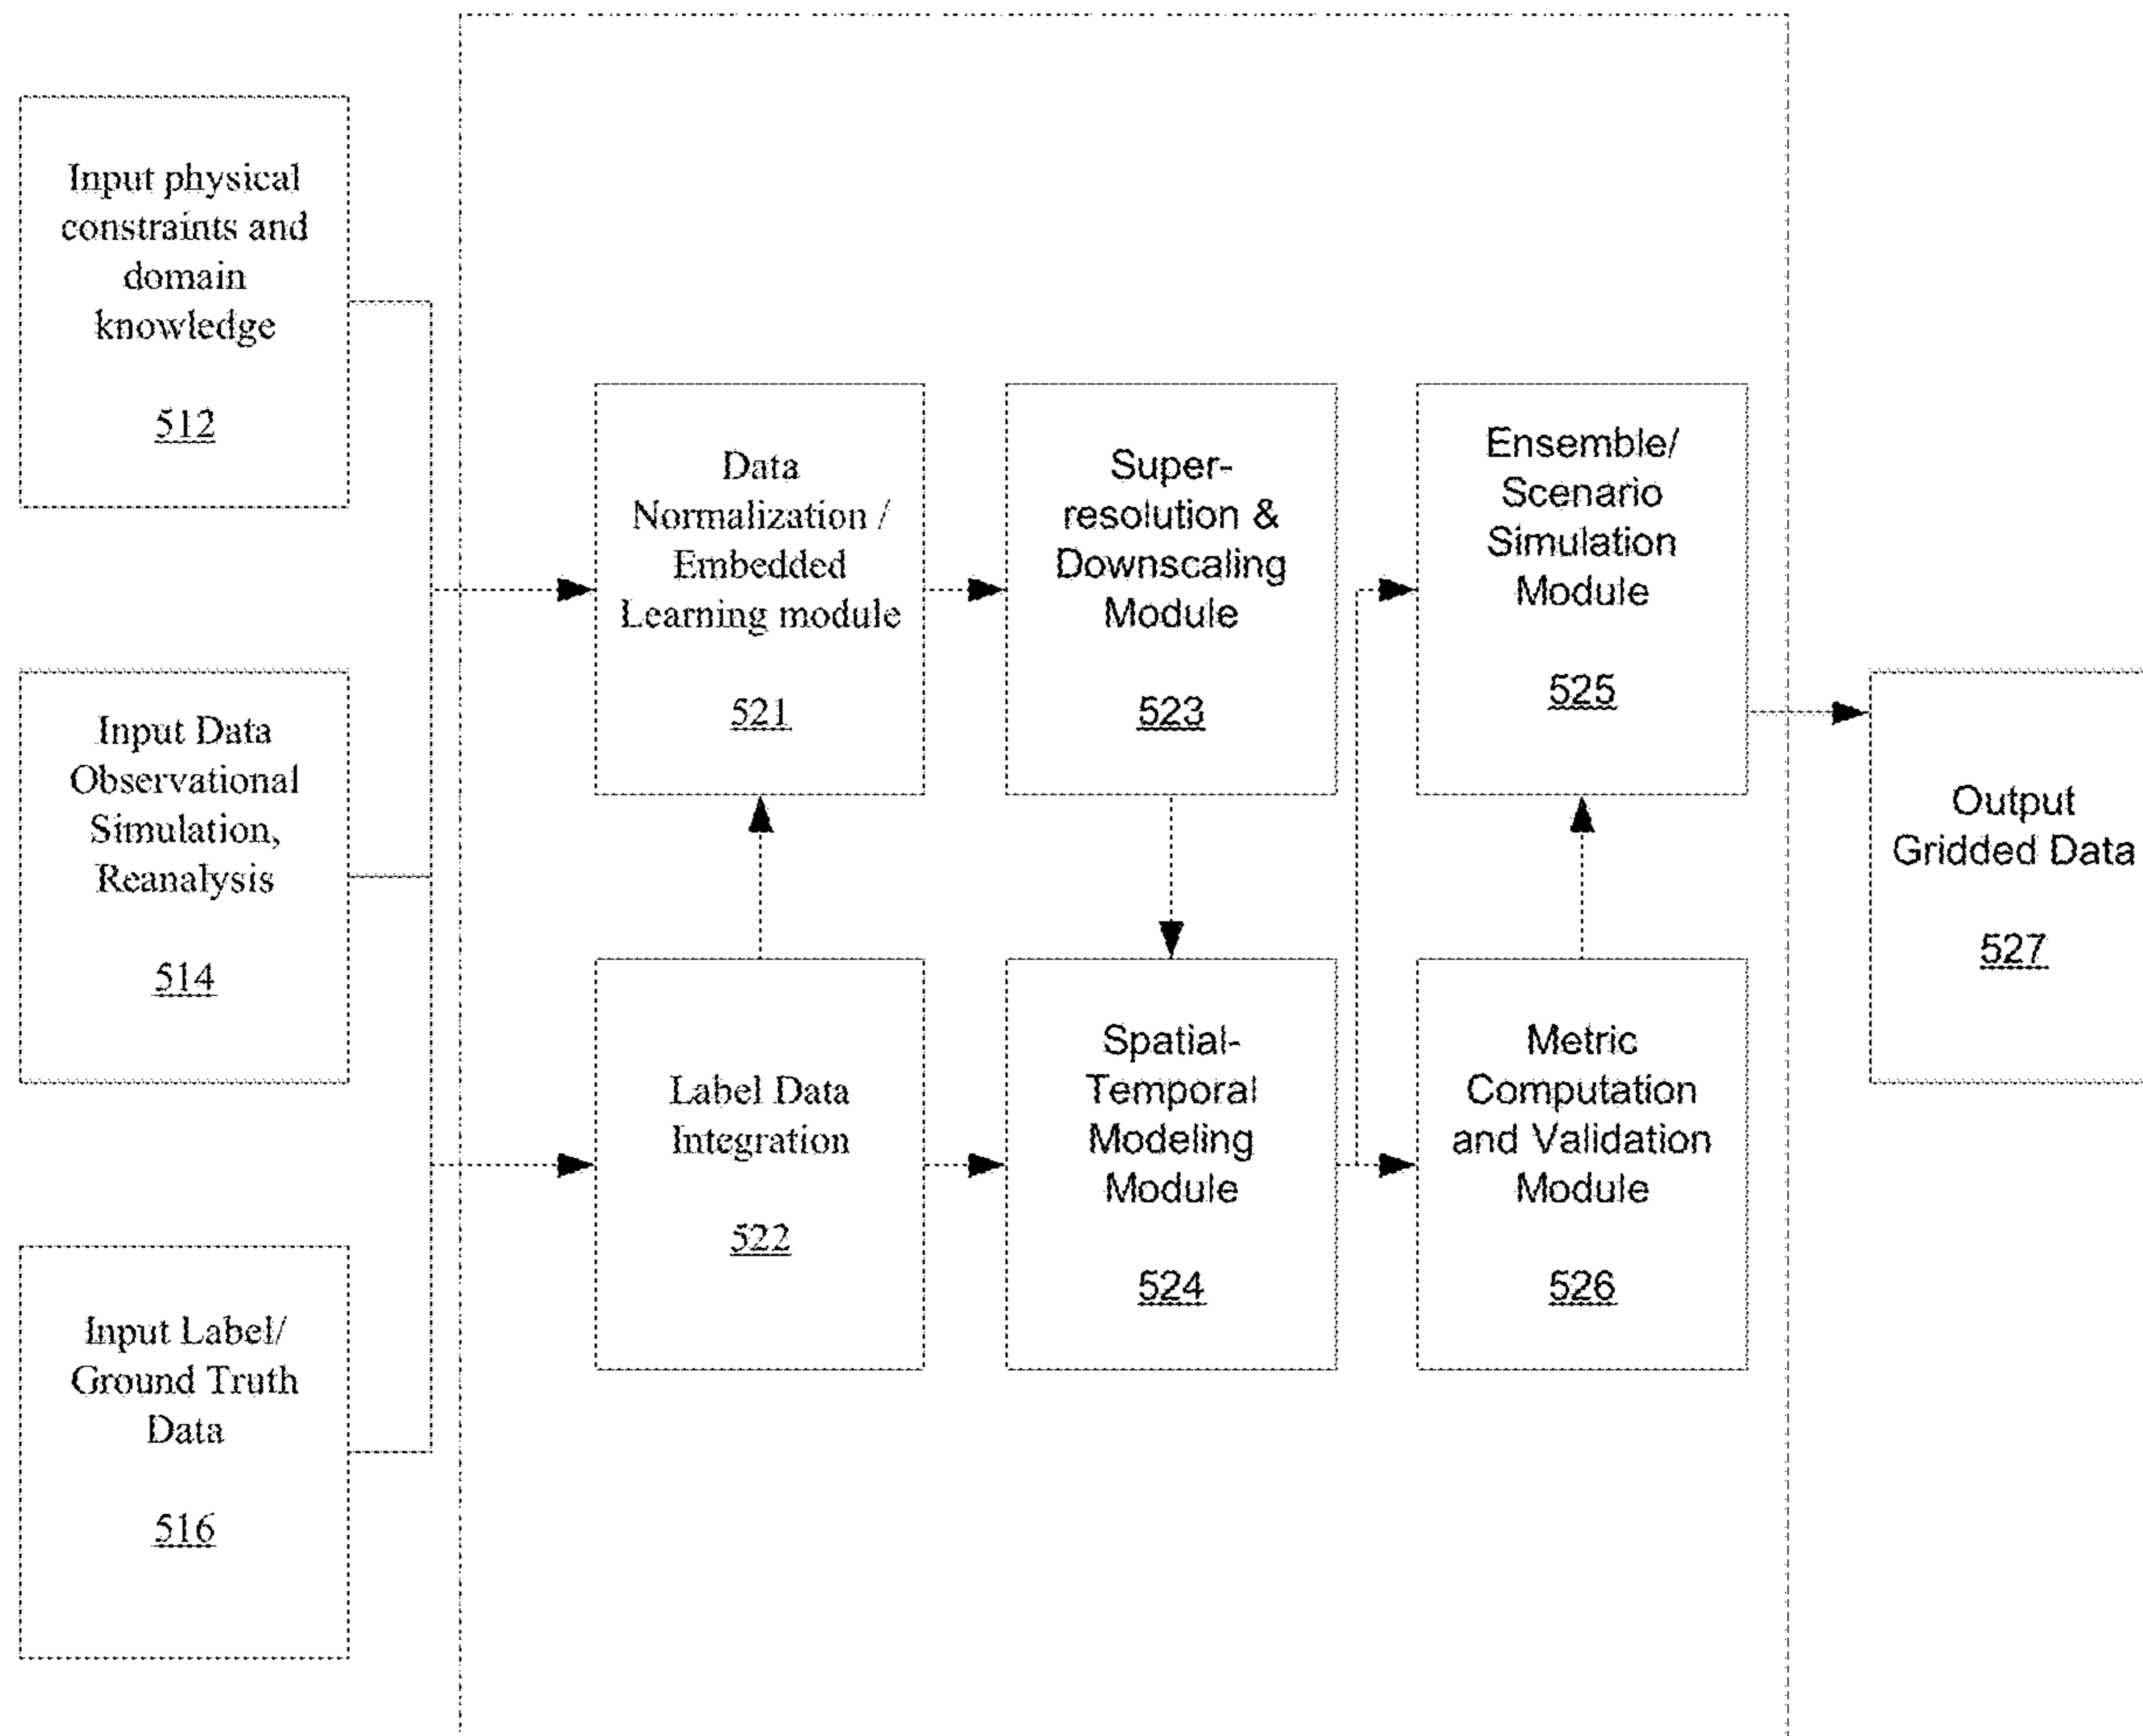 Input physical
constraints and
domain
knowledge
512
Input Data
Observational
Simulation,
Reanalysis
514
Input Label/
Ground Truth
Data
516
Data
Normalization /
Embedded
Learning module
521
Label Data
Integration
522
Super-
resolution &
Downscaling
Module
523
Spatial-
Temporal
Modeling
Module
524
Ensemble/
Scenario
Simulation
Module
525
Metric
Computation
and Validation
Module
526
Output
Gridded Data
527